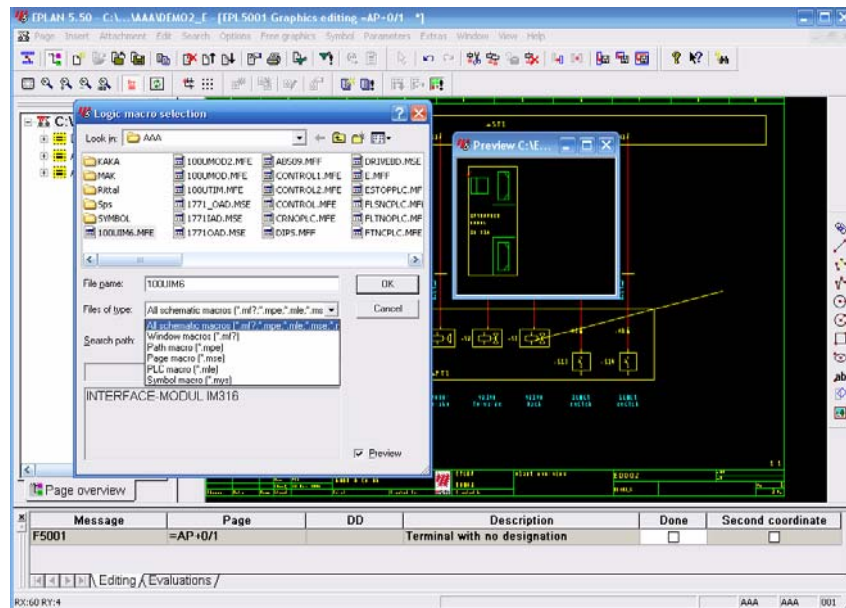 EPLAN 5.50 - C:\...\AAA\DEMO2_E - [EPL5001 Graphics editing =AP+0/1 *]
Page Insert Attachment Edit Search Options Free graphics Symbol Parameters Extras Window View Help
Logic macro selection
Look in: AAA
KAKA
MAK
Rittal
Sps
SYMBOL
100UIM6.MFE
100UMOD2.MFE
100UMOD.MFE
100UTIM.MFE
1771_OAD.MSE
1771IAD.MSE
1771OAD.MSE
ABS09.MFF
CONTROL1.MFE
CONTROL2.MFE
CONTROL.MFE
CRNOPLC.MFE
DIPS.MFF
DRIVEBD.MSE
E.MFF
ESTOPPLC.MF
FLSNCPLC.MF
FLTNOPLC.MF
FTNCPLC.MF
File name: 100UIM6
OK
Files of type: All schematic macros (*.mf?,*.mpe,*.mle,*.ms
Cancel
All schematic macros (*.mf?,*.mpe,*.mle,*.mse,*.m
Window macros (*.mf?)
Search path:
Path macro (*.mpe)
Page macro (*.mse)
PLC macro (*.mle)
Symbol macro (*.mys)
INTERFACE-MODUL IM316
Preview
Preview C:\E...
C:\
ab
Page overview
Message Page DD Description Done Second coordinate
F5001 =AP+0/1 Terminal with no designation
Editing Evaluations
RX:60 RY:4
AAA AAA 001